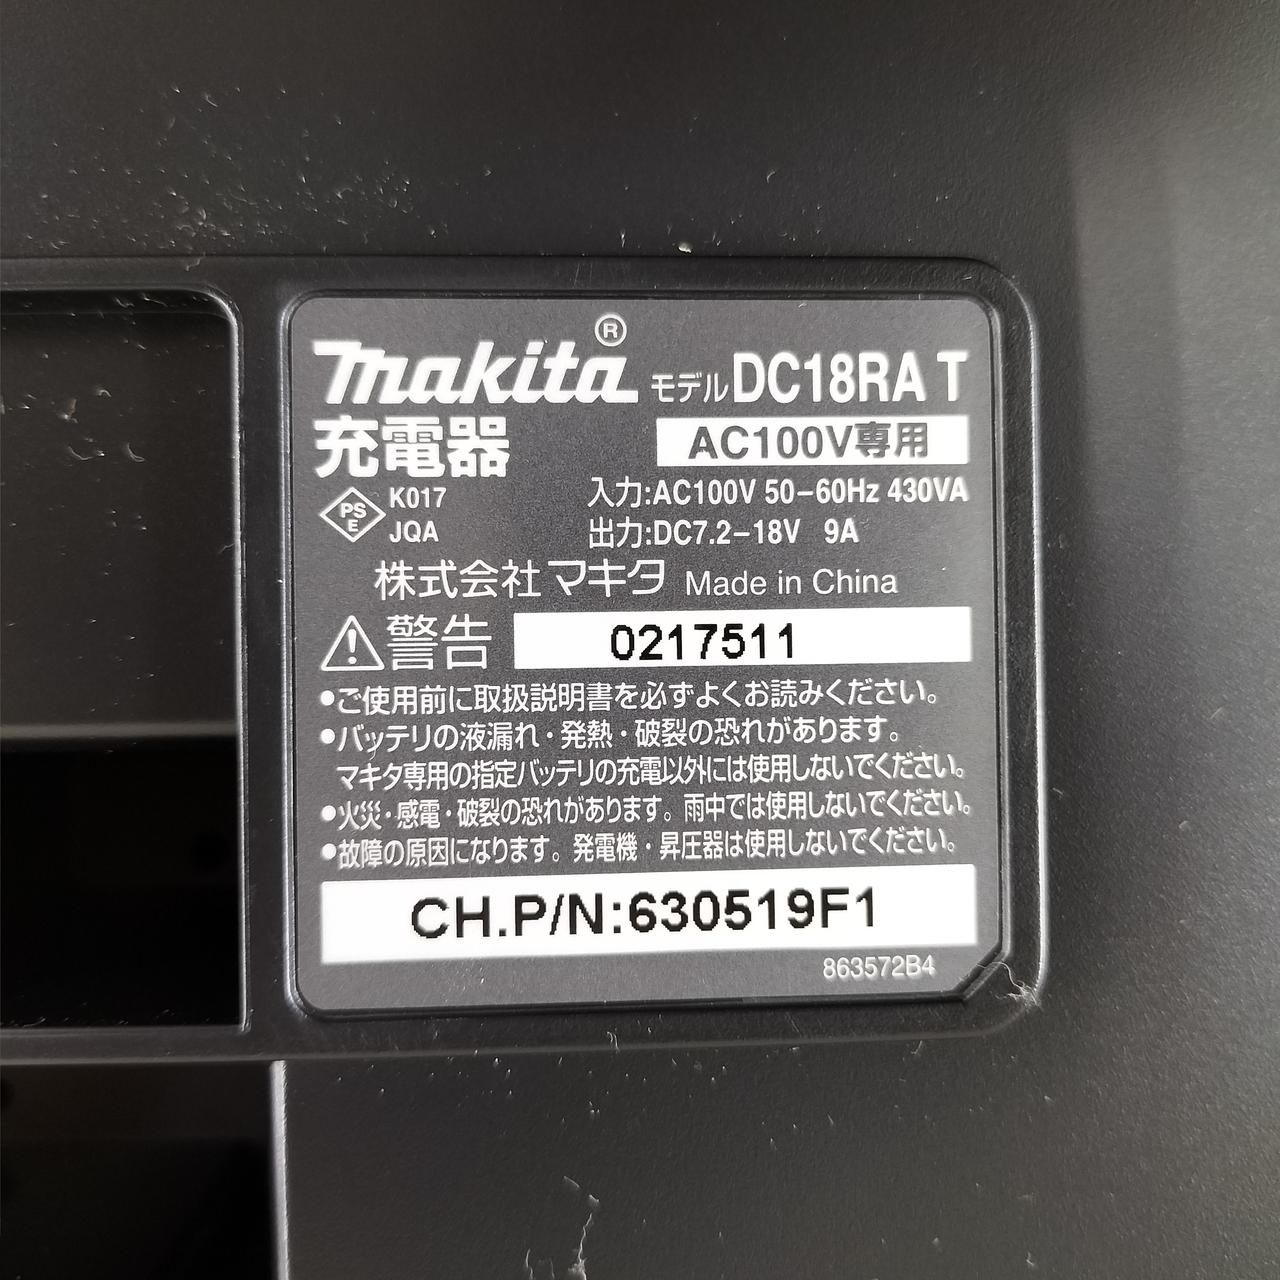 makita® モデル DC18RA T
充電器 AC100V専用
PSE K017 入力:AC100V 50-60Hz 430VA
JQA 出力:DC7.2-18V 9A
株式会社マキタ Made in China
⚠警告 0217511
•ご使用前に取扱説明書を必ずよくお読みください。
•バッテリの液漏れ・発熱・破裂の恐れがあります。
マキタ専用の指定バッテリの充電以外には使用しないでください。
•火災・感電・破裂の恐れがあります。雨中では使用しないでください。
•故障の原因になります。発電機・昇圧器は使用しないでください。
CH.P/N:630519F1
863572B4